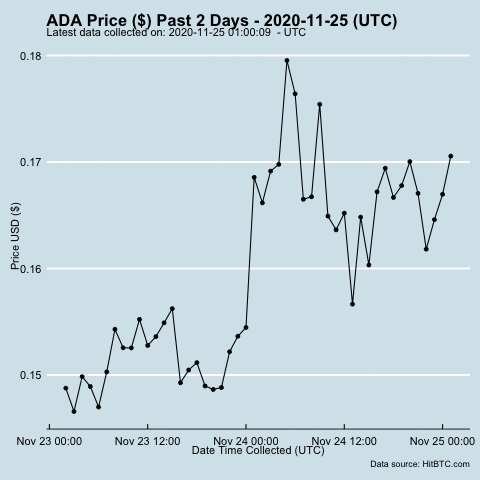 ADA Price ($) Past 2 Days - 2020-11-25 (UTC)
Latest data collected on: 2020-11-25 01:00:09 - UTC
0.18
0.17
0.16
0.15
Price USD ($)
Nov 23 00:00 Nov 23 12:00 Nov 24 00:00 Nov 24 12:00 Nov 25 00:00
Date Time Collected (UTC)
Data source: HitBTC.com